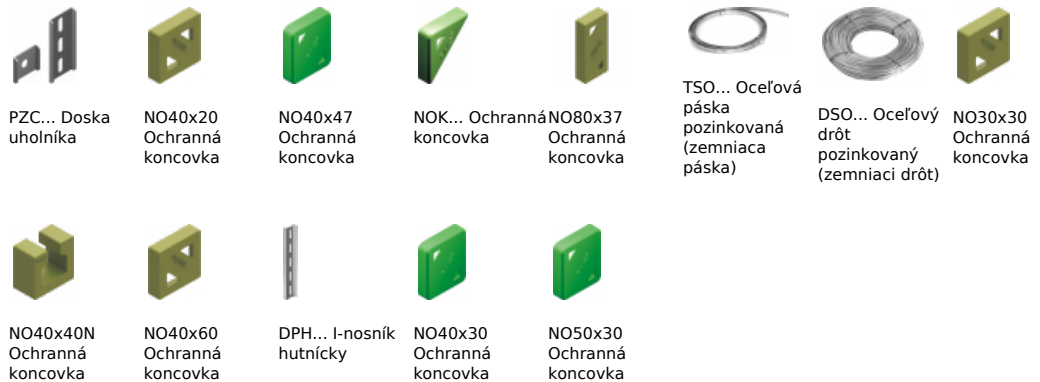 PZC... Doska
uholníka
NO40x20
Ochranná
koncovka
NO40x47
Ochranná
koncovka
NOK... Ochranná
koncovka
NO80x37
Ochranná
koncovka
TSO... Oceľová
páska
pozinkovaná
(zemniaca
páska)
DSO... Oceľový
drôt
pozinkovaný
(zemniaci drôt)
NO30x30
Ochranná
koncovka
NO40x40N
Ochranná
koncovka
NO40x60
Ochranná
koncovka
DPH... I-nosník
hutnícky
NO40x30
Ochranná
koncovka
NO50x30
Ochranná
koncovka